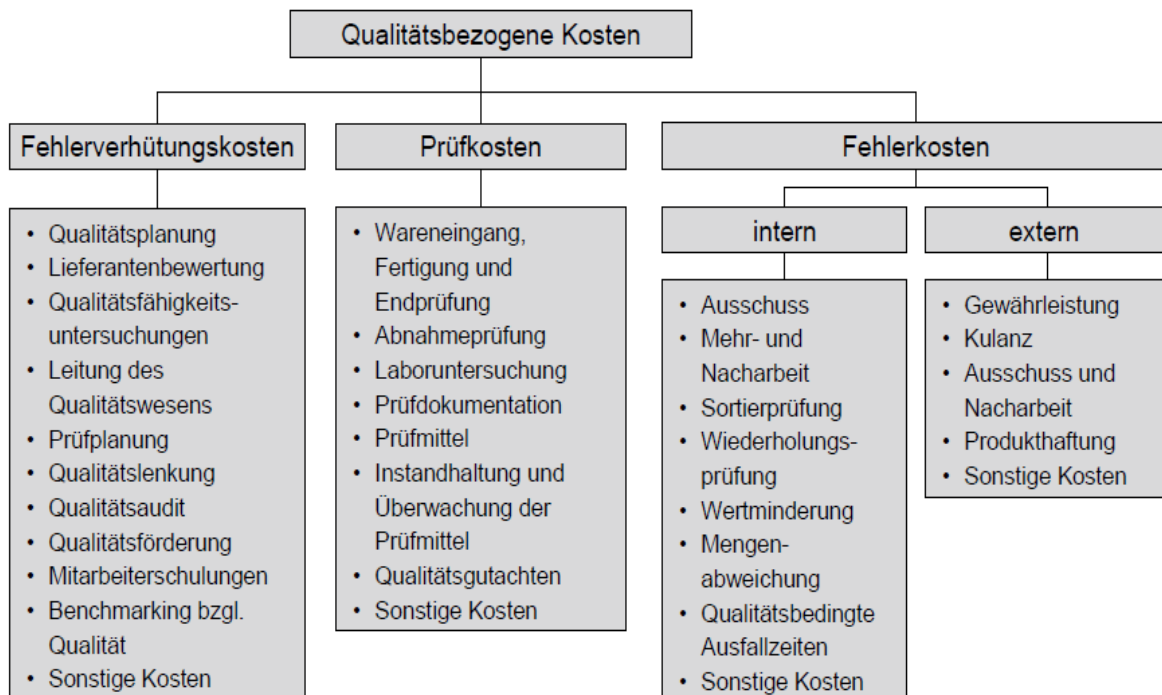 Qualitätsbezogene Kosten
Fehlerverhütungskosten
• Qualitätsplanung
• Lieferantenbewertung
• Qualitätsfähigkeits-
untersuchungen
• Leitung des
Qualitätswesens
• Prüfplanung
• Qualitätslenkung
• Qualitätsaudit
• Qualitätsförderung
• Mitarbeiterschulungen
• Benchmarking bzgl.
Qualität
• Sonstige Kosten
Prüfkosten
• Wareneingang,
Fertigung und
Endprüfung
• Abnahmeprüfung
• Laboruntersuchung
• Prüfdokumentation
• Prüfmittel
• Instandhaltung und
Überwachung der
Prüfmittel
• Qualitätsgutachten
• Sonstige Kosten
Fehlerkosten
intern
• Ausschuss
• Mehr- und
Nacharbeit
• Sortierprüfung
• Wiederholungs-
prüfung
• Wertminderung
• Mengen-
abweichung
• Qualitätsbedingte
Ausfallzeiten
• Sonstige Kosten
extern
• Gewährleistung
• Kulanz
• Ausschuss und
Nacharbeit
• Produkthaftung
• Sonstige Kosten